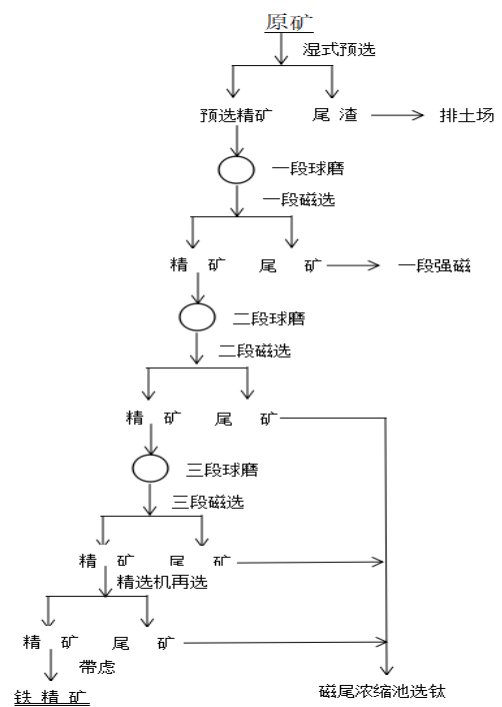 原矿
湿式预选
预选精矿 尾渣 排土场
一段球磨
一段磁选
精矿 尾矿 一段强磁
二段球磨
二段磁选
精矿 尾矿
三段球磨
三段磁选
精矿 尾矿
精选机再选
精矿 尾矿
带虑
铁精矿
磁尾浓缩池选钛